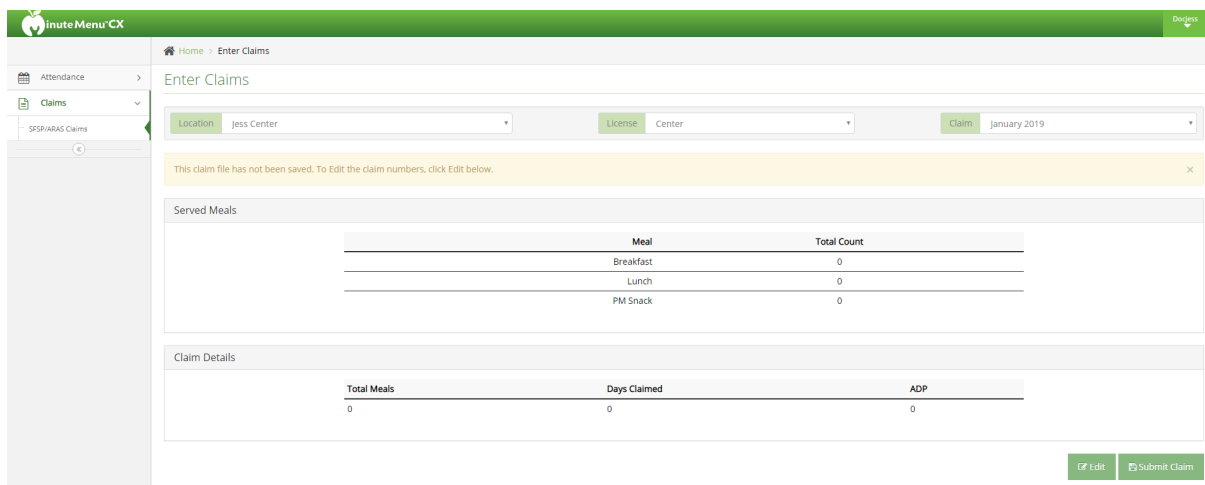 inute Menu CX
Docjess
Home > Enter Claims
Attendance
Claims
SFSP/ARAS Claims
Enter Claims
Location Jess Center License Center Claim January 2019
This claim file has not been saved. To Edit the claim numbers, click Edit below.
Served Meals
Meal Total Count
Breakfast 0
Lunch 0
PM Snack 0
Claim Details
Total Meals Days Claimed ADP
0 0 0
Edit Submit Claim